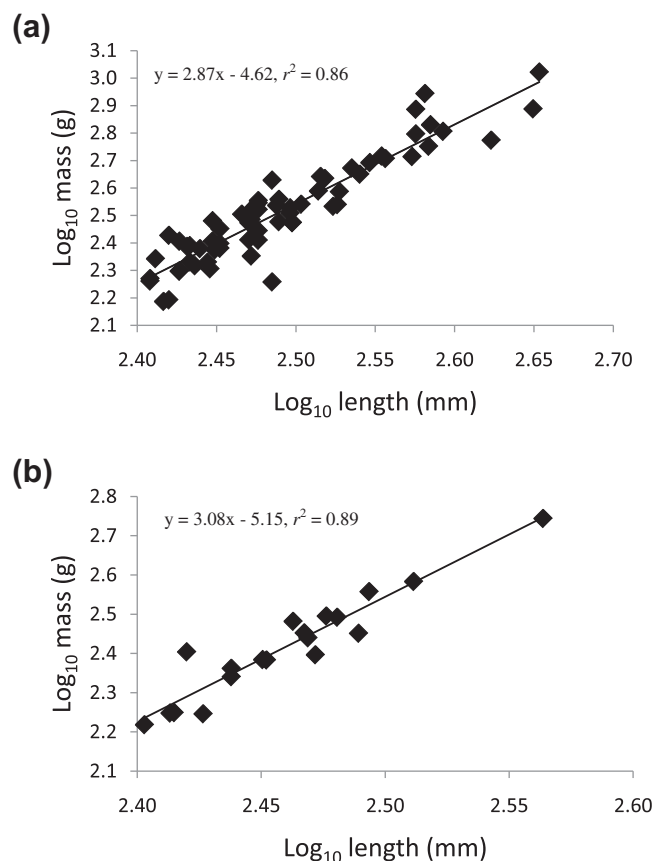 (a)
y = 2.87x - 4.62, r² = 0.86
Log₁₀ mass (g)
3.1
3.0
2.9
2.8
2.7
2.6
2.5
2.4
2.3
2.2
2.1
2.40 2.45 2.50 2.55 2.60 2.65 2.70
Log₁₀ length (mm)
(b)
y = 3.08x - 5.15, r² = 0.89
Log₁₀ mass (g)
2.8
2.7
2.6
2.5
2.4
2.3
2.2
2.1
2.40 2.45 2.50 2.55 2.60
Log₁₀ length (mm)